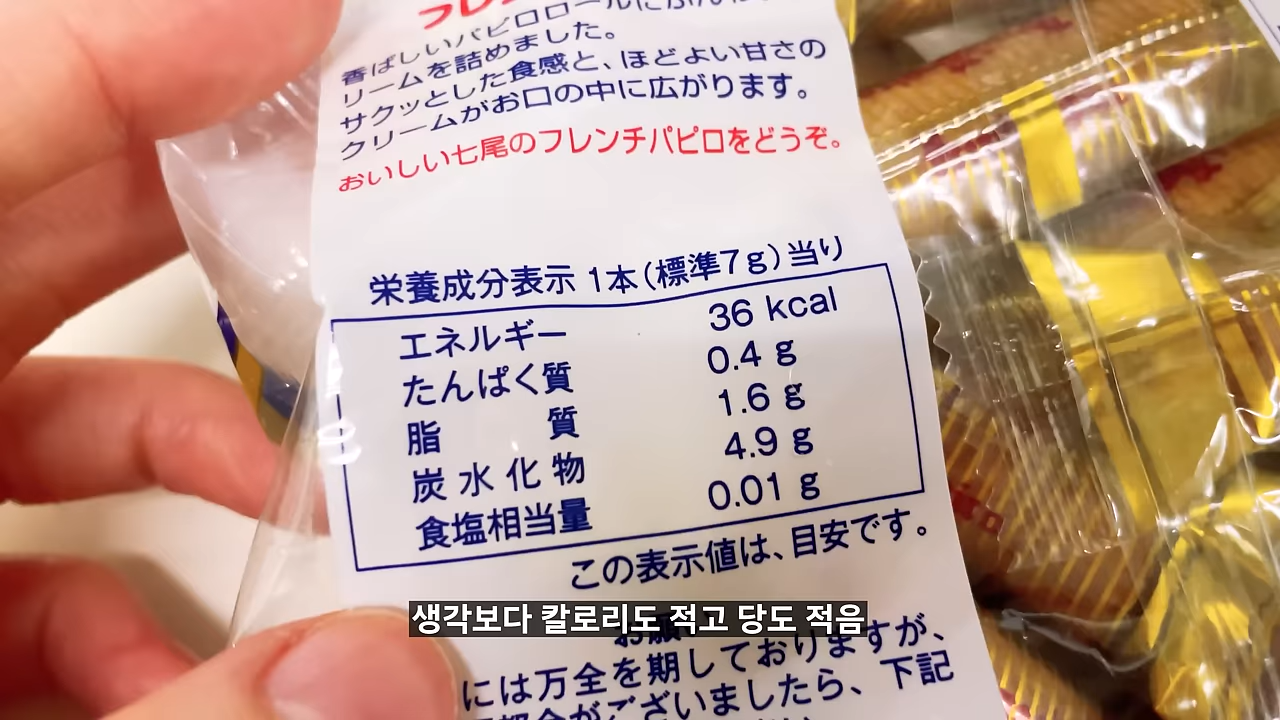 香ばしいパピロロールにふんわ
リームを詰めました。
サクッとした食感と、ほどよい甘さの
クリームがお口の中に広がります。
おいしい七尾のフレンチパピロをどうぞ。
栄養成分表示 1本(標準7g)当り
エネルギー 36 kcal
たんぱく質 0.4 g
脂質 1.6 g
炭水化物 4.9 g
食塩相当量 0.01 g
この表示値は、目安です。
생각보다 칼로리도 적고 당도 적음
には万全を期しておりますが、
合がございましたら、下記